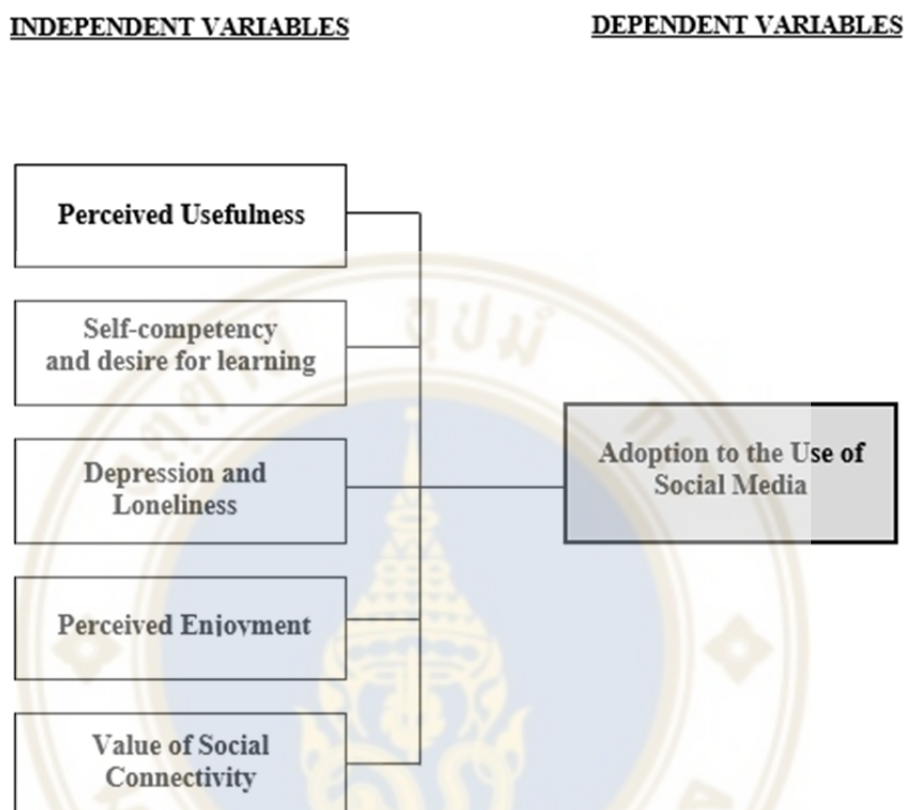 INDEPENDENT VARIABLES
DEPENDENT VARIABLES
Perceived Usefulness
Self-competency
and desire for learning
Depression and
Loneliness
Perceived Enjoyment
Value of Social
Connectivity
Adoption to the Use of
Social Media